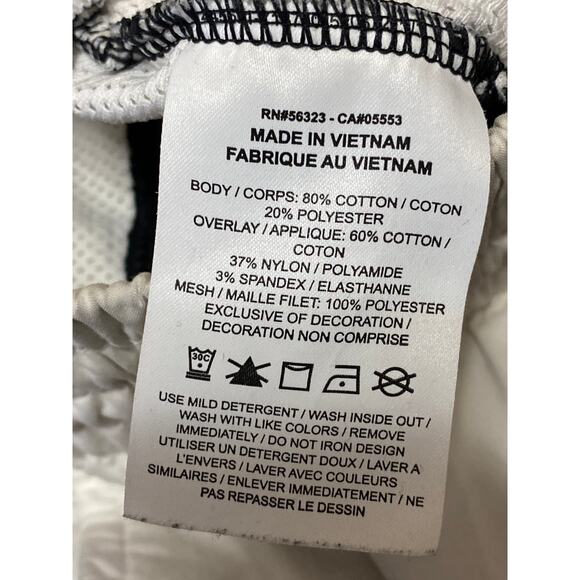 RN#56323 - CA#05553
MADE IN VIETNAM
FABRIQUE AU VIETNAM
BODY / CORPS: 80% COTTON / COTON
20% POLYESTER
OVERLAY / APPLIQUE: 60% COTTON /
COTON
37% NYLON / POLYAMIDE
3% SPANDEX / ELASTHANNE
MESH / MAILLE FILET: 100% POLYESTER
EXCLUSIVE OF DECORATION /
DECORATION NON COMPRISE
30C
USE MILD DETERGENT / WASH INSIDE OUT /
WASH WITH LIKE COLORS / REMOVE
IMMEDIATELY / DO NOT IRON DESIGN
UTILISER UN DETERGENT DOUX / LAVER A
L'ENVERS / LAVER AVEC COULEURS
SIMILAIRES / ENLEVER IMMEDIATEMENT / NE
PAS REPASSER LE DESSIN